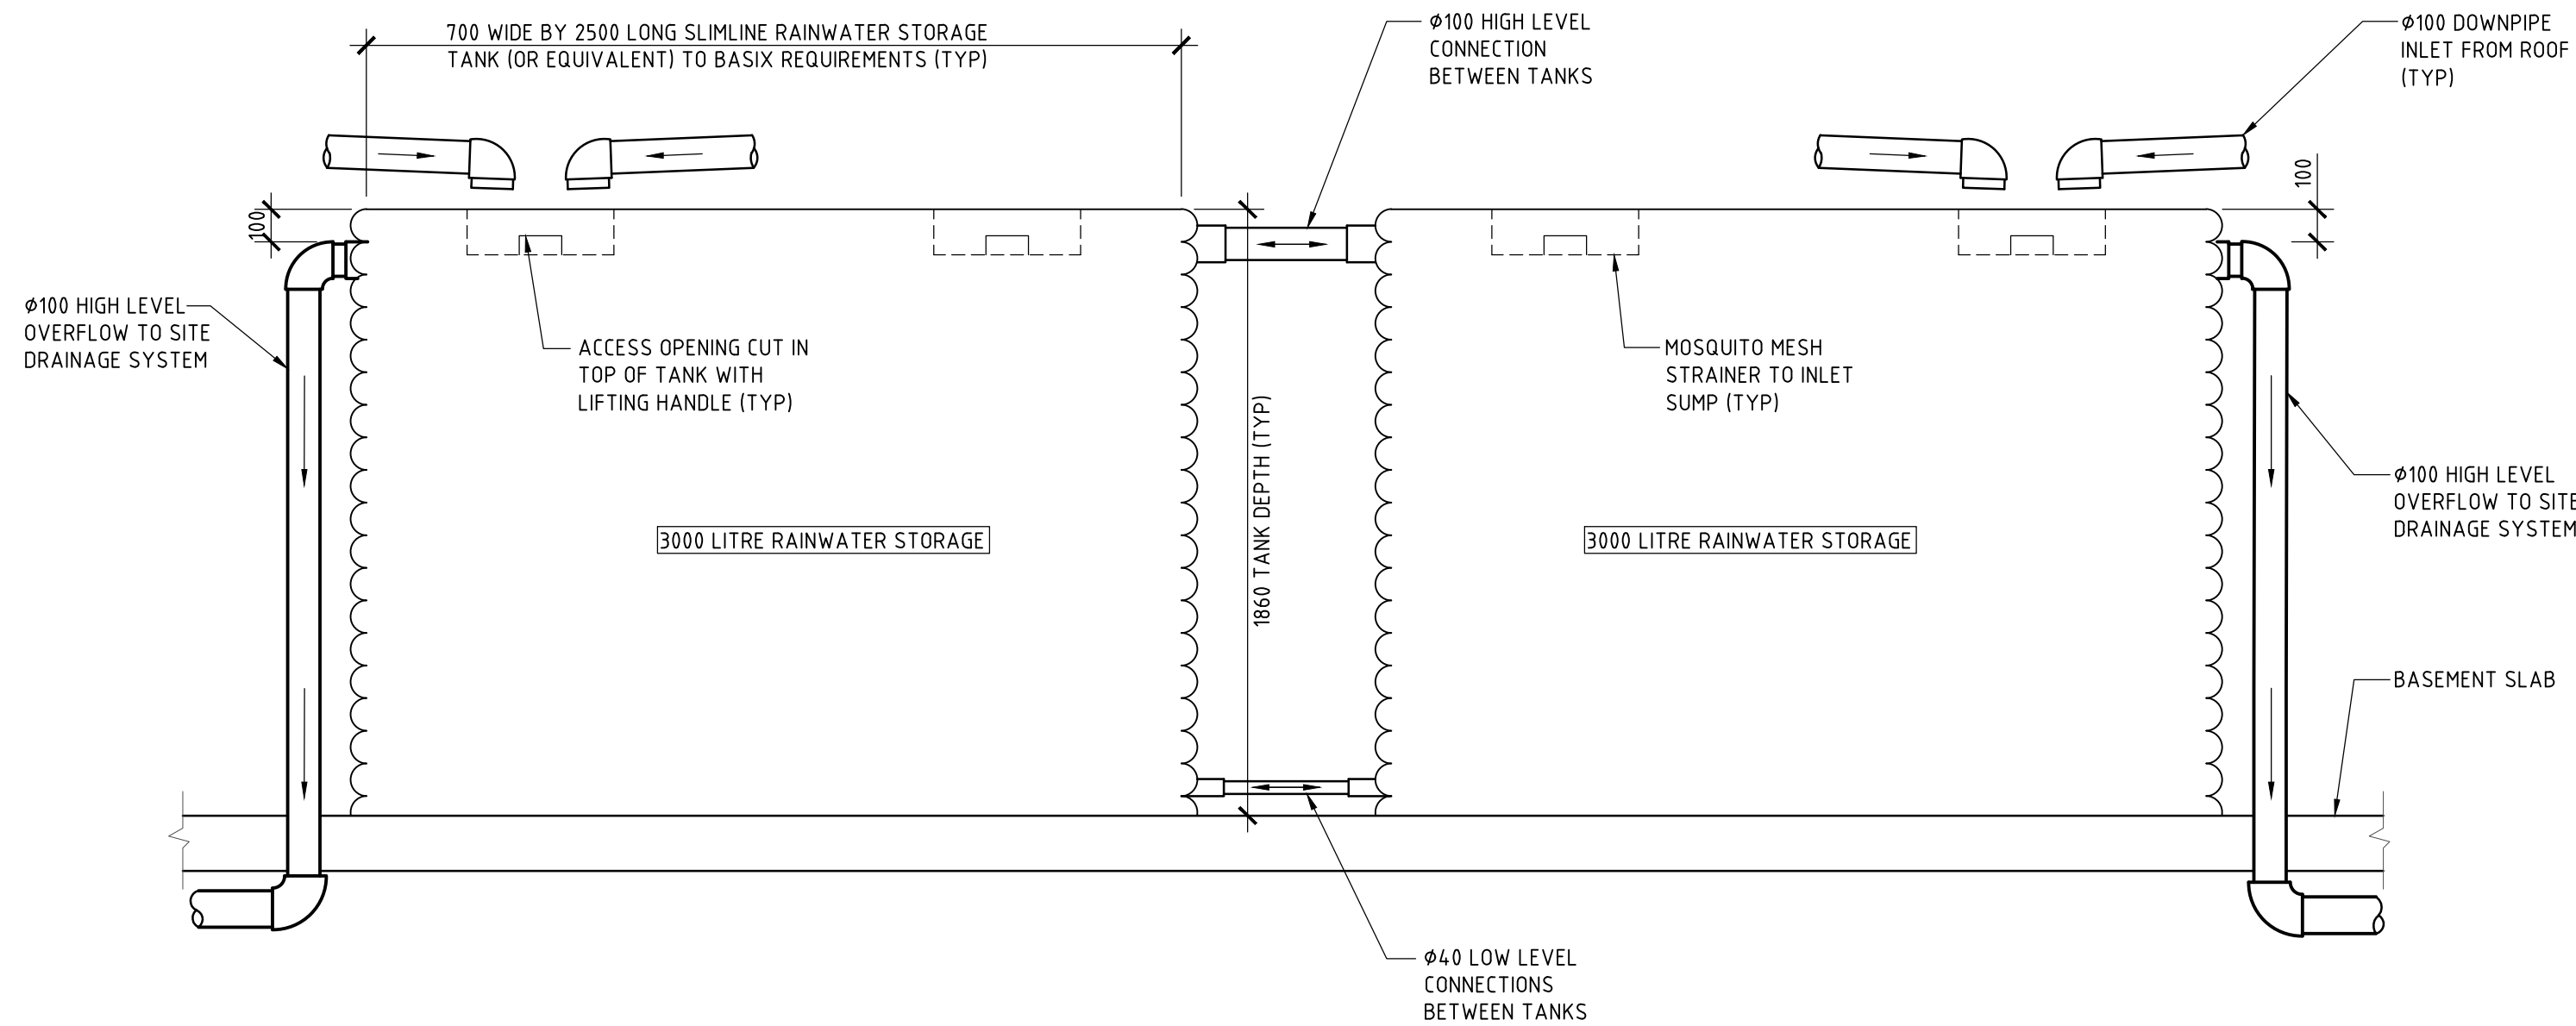 700 WIDE BY 2500 LONG SLIMLINE RAINWATER STORAGE
TANK (OR EQUIVALENT) TO BASIX REQUIREMENTS (TYP)
Ø100 HIGH LEVEL
CONNECTION
BETWEEN TANKS
Ø100 DOWNPIPE
INLET FROM ROOF
(TYP)
100
100
Ø100 HIGH LEVEL
OVERFLOW TO SITE
DRAINAGE SYSTEM
ACCESS OPENING CUT IN
TOP OF TANK WITH
LIFTING HANDLE (TYP)
1860 TANK DEPTH (TYP)
MOSQUITO MESH
STRAINER TO INLET
SUMP (TYP)
Ø100 HIGH LEVEL
OVERFLOW TO SITE
DRAINAGE SYSTEM
3000 LITRE RAINWATER STORAGE
3000 LITRE RAINWATER STORAGE
BASEMENT SLAB
Ø40 LOW LEVEL
CONNECTIONS
BETWEEN TANKS